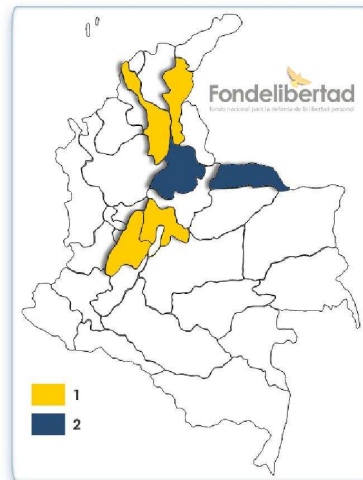 Fondelibertad
Fondo nacional para la defensa de la libertad personal
1
2